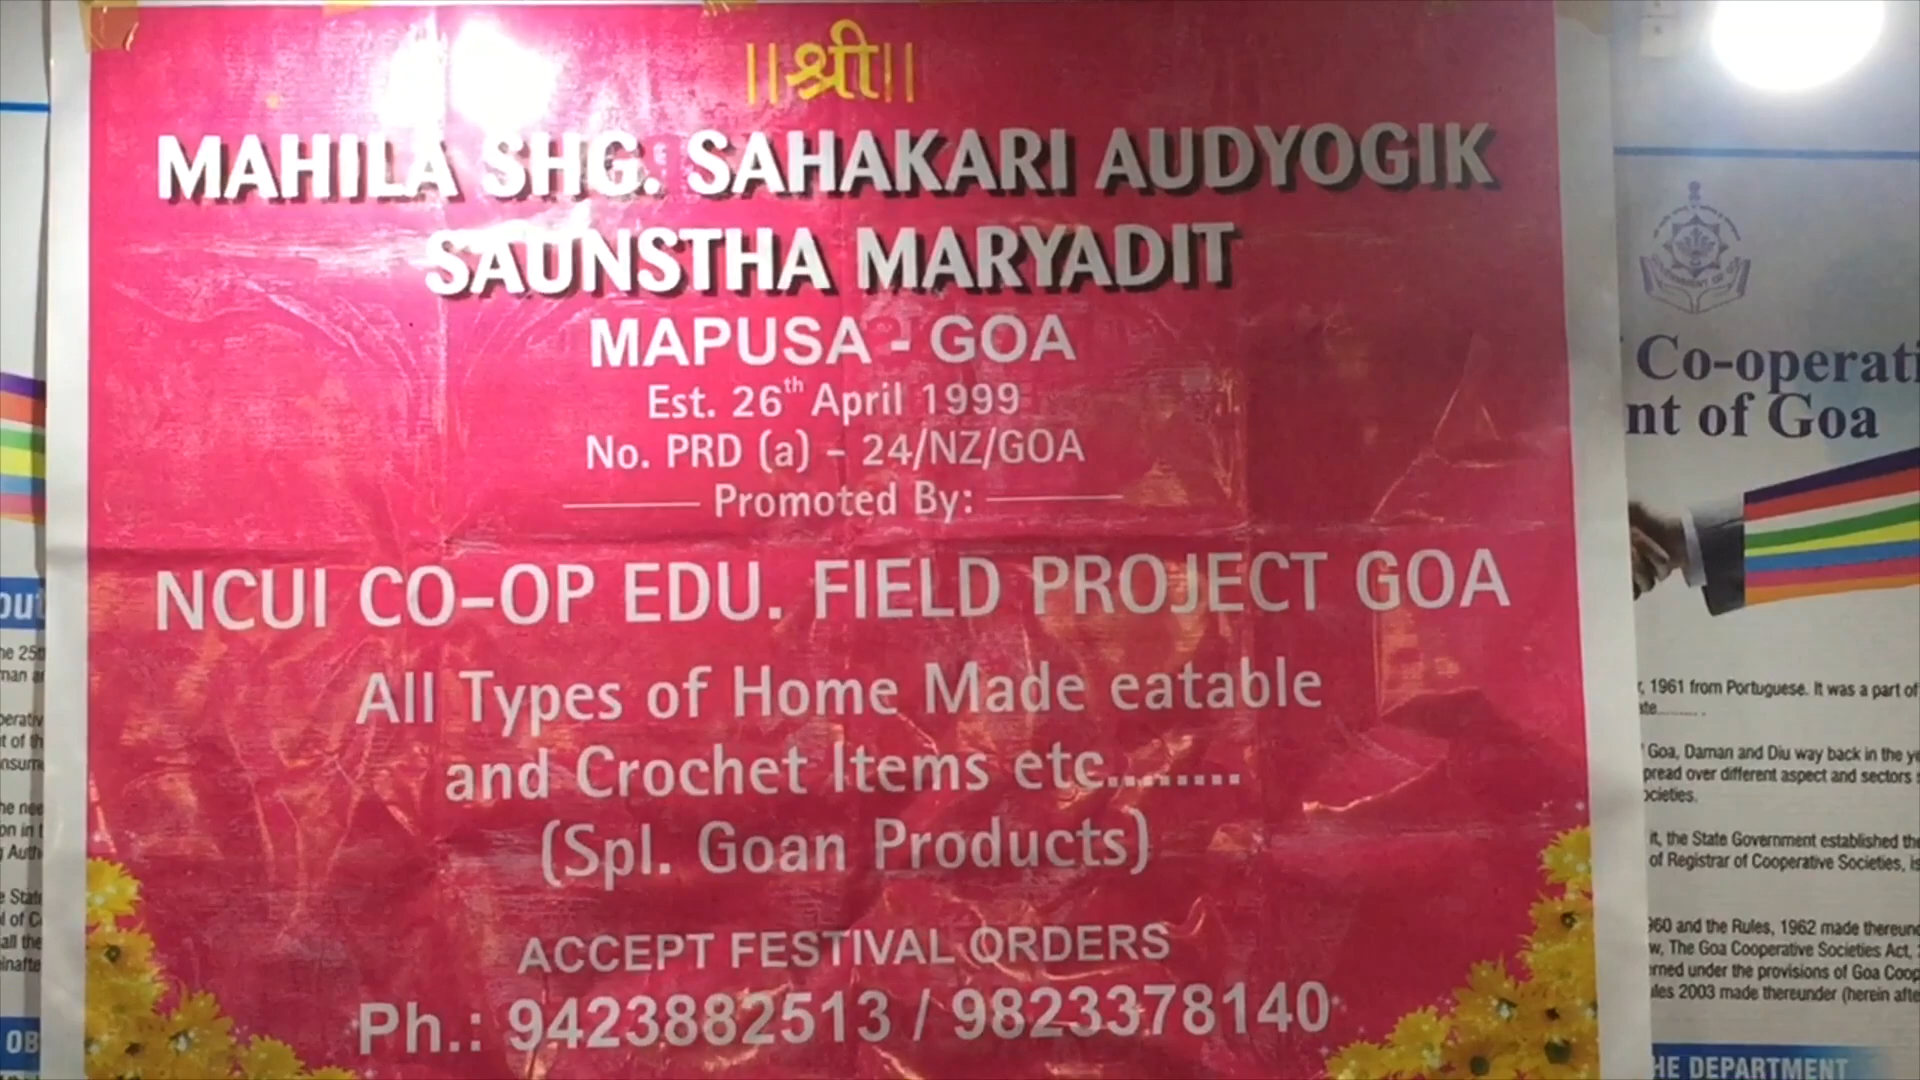 ||श्री||
MAHILA SHG. SAHAKARI AUDYOGIK
SAUNSTHA MARYADIT
MAPUSA - GOA
Est. 26th April 1999
No. PRD (a) - 24/NZ/GOA
Promoted By:
NCUI CO-OP EDU. FIELD PROJECT GOA
All Types of Home Made eatable
and Crochet Items etc........
(Spl. Goan Products)
ACCEPT FESTIVAL ORDERS
Ph.: 9423882513 / 9823378140
Co-operati
nt of Goa
1961 from Portuguese. It was a part of
Goa, Daman and Diu way back in the
pread over different aspect and sectors
ocieties.
it, the State Government established the
of Registrar of Cooperative Societies, is
960 and the Rules, 1962 made thereund
w, The Goa Cooperative Societies Act,
erned under the provisions of Goa Coop
ules 2003 made thereunder (herein afte
HE DEPARTMENT